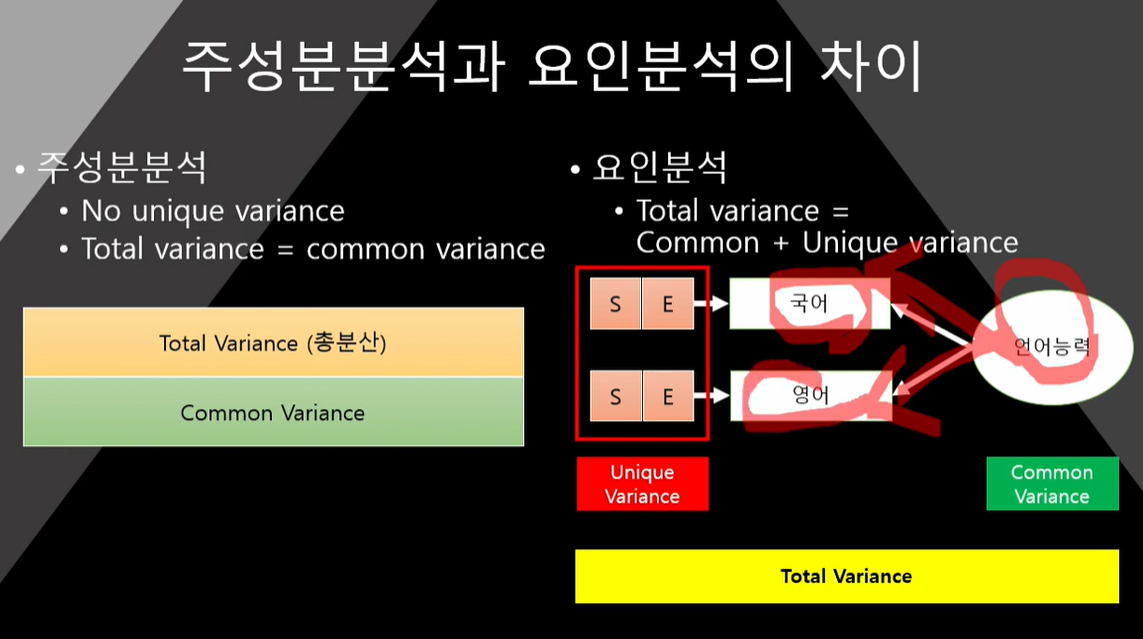 주성분분석과 요인분석의 차이
• 주성분분석
• No unique variance
• Total variance = common variance
Total Variance (총분산)
Common Variance
• 요인분석
• Total variance =
Common + Unique variance
S E 국어
언어능력
S E 영어
Unique
Variance
Common
Variance
Total Variance